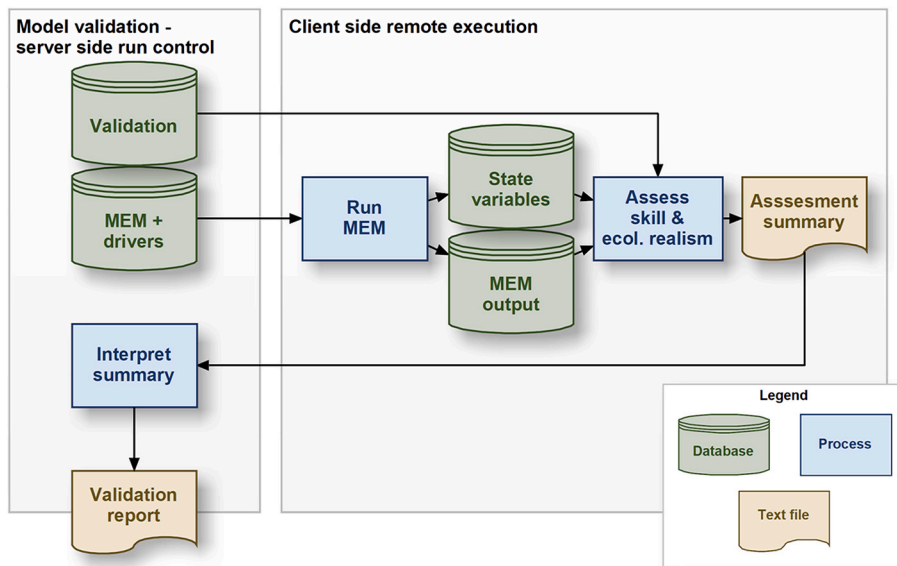 Model validation -
server side run control
Validation
MEM +
drivers
Interpret
summary
Validation
report
Client side remote execution
Run
MEM
State
variables
MEM
output
Assess
skill &
ecol. realism
Asssesment
summary
Legend
Database
Process
Text file